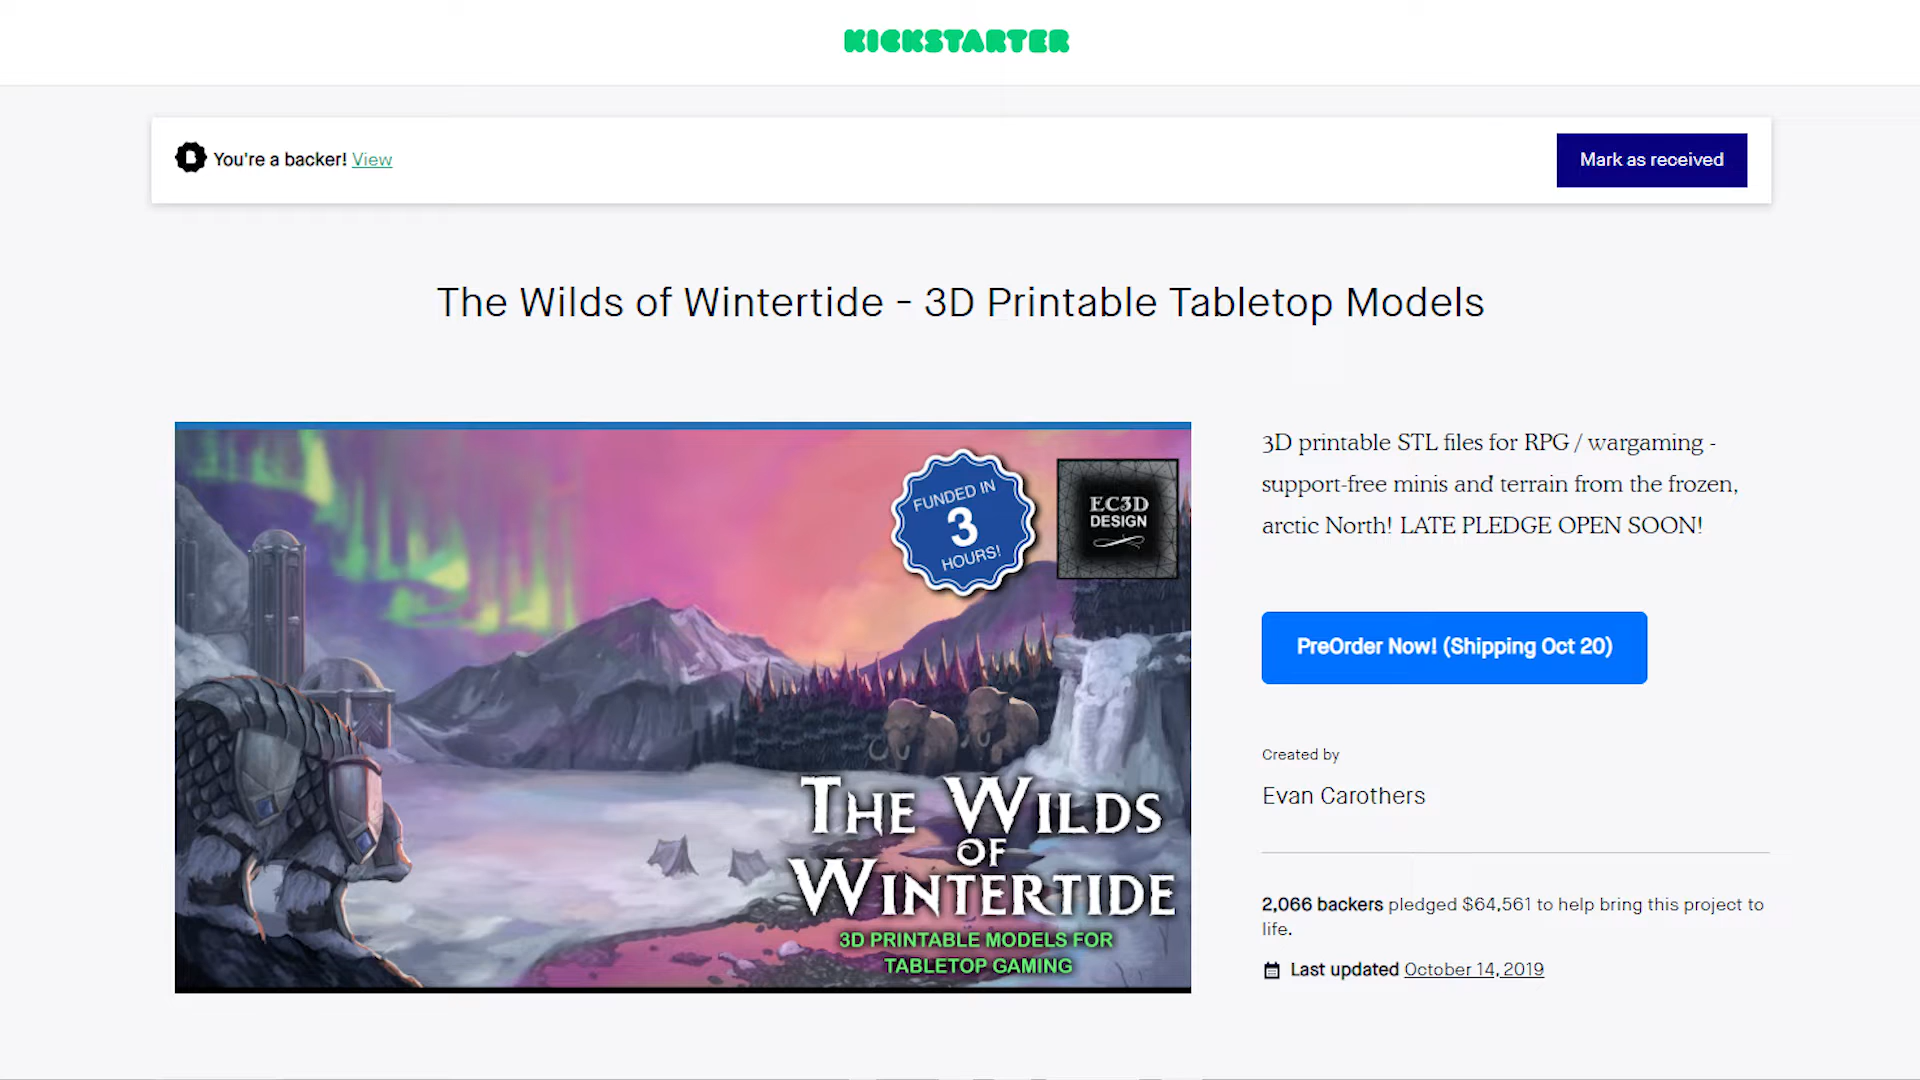 KICKSTARTER
You're a backer! View
Mark as received
The Wilds of Wintertide - 3D Printable Tabletop Models
FUNDED IN
3
HOURS!
EC3D
DESIGN
THE WILDS
OF
WINTERTIDE
3D PRINTABLE MODELS FOR
TABLETOP GAMING
3D printable STL files for RPG / wargaming -
support-free minis and terrain from the frozen,
arctic North! LATE PLEDGE OPEN SOON!
PreOrder Now! (Shipping Oct 20)
Created by
Evan Carothers
2,066 backers pledged $64,561 to help bring this project to
life.
Last updated October 14, 2019